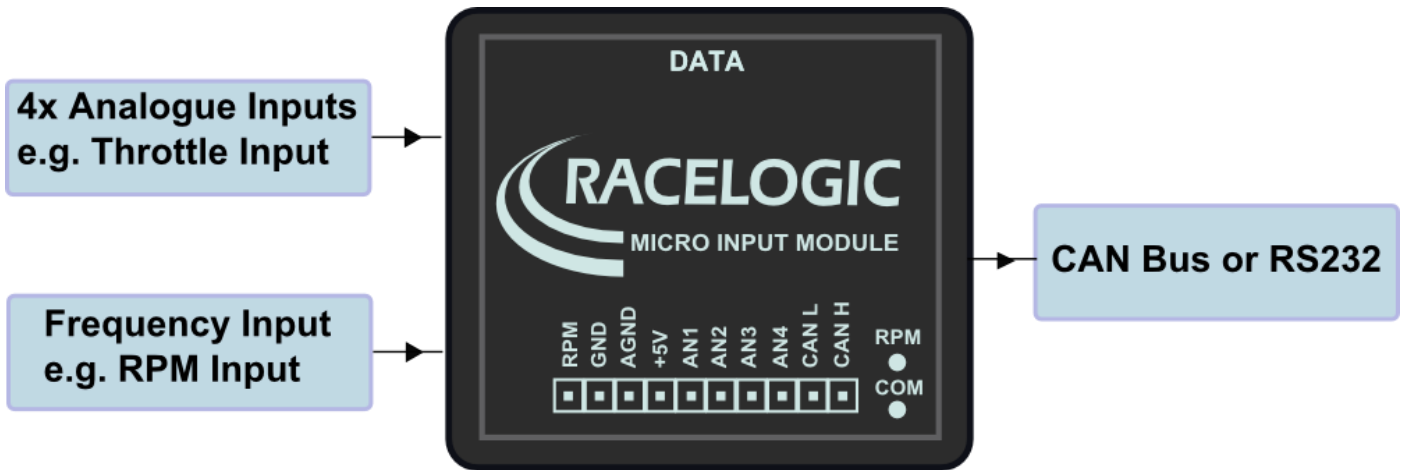 DATA
4x Analogue Inputs
e.g. Throttle Input
RACELOGIC
MICRO INPUT MODULE
CAN Bus or RS232
Frequency Input
e.g. RPM Input
RPM
GND
AGND
+5V
AN1
AN2
AN3
AN4
CAN L
CAN H
RPM
COM